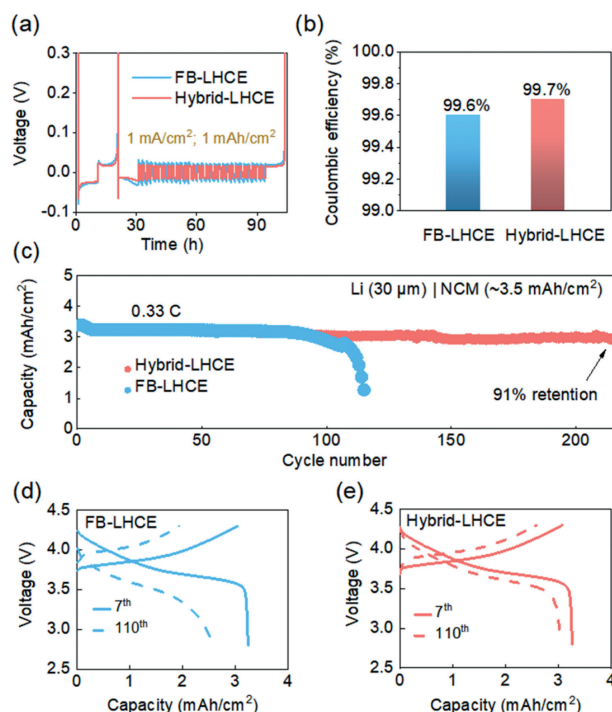 (a)
0.3
0.2
0.1
0.0
-0.1
Voltage (V)
FB-LHCE
Hybrid-LHCE
1 mA/cm²; 1 mAh/cm²
0 30 60 90
Time (h)
(b)
100.0
99.8
99.6
99.4
99.2
99.0
Coulombic efficiency (%)
99.6%
99.7%
FB-LHCE Hybrid-LHCE
(c)
5
4
3
2
1
0
Capacity (mAh/cm²)
Li (30 µm) | NCM (~3.5 mAh/cm²)
0.33 C
Hybrid-LHCE
FB-LHCE
91% retention
0 50 100 150 200
Cycle number
(d)
4.5
4.0
3.5
3.0
2.5
Voltage (V)
FB-LHCE
7th
110th
0 1 2 3 4
Capacity (mAh/cm²)
(e)
4.5
4.0
3.5
3.0
2.5
Voltage (V)
Hybrid-LHCE
7th
110th
0 1 2 3 4
Capacity (mAh/cm²)